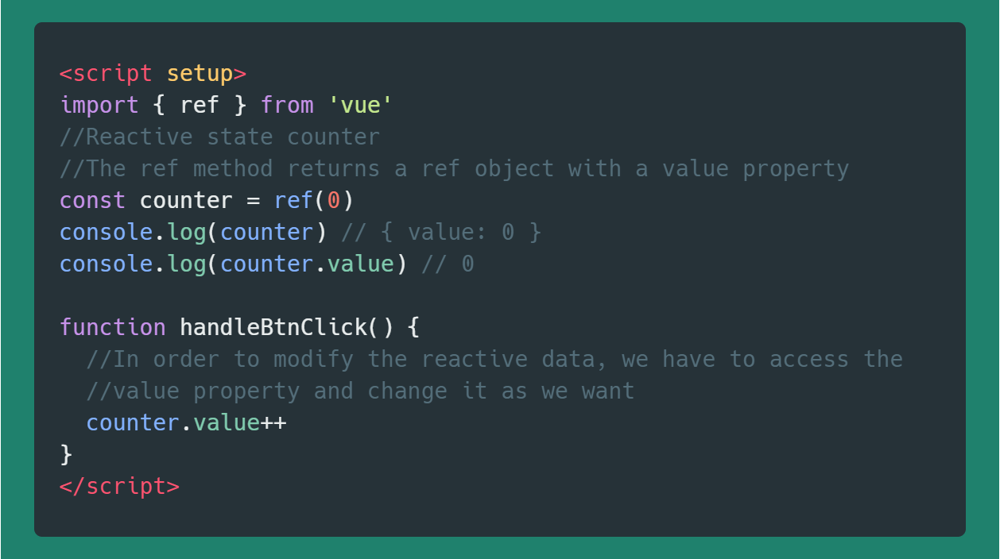 <script setup>
import { ref } from 'vue'
//Reactive state counter
//The ref method returns a ref object with a value property
const counter = ref(0)
console.log(counter) // { value: 0 }
console.log(counter.value) // 0

function handleBtnClick() {
  //In order to modify the reactive data, we have to access the
  //value property and change it as we want
  counter.value++
}
</script>